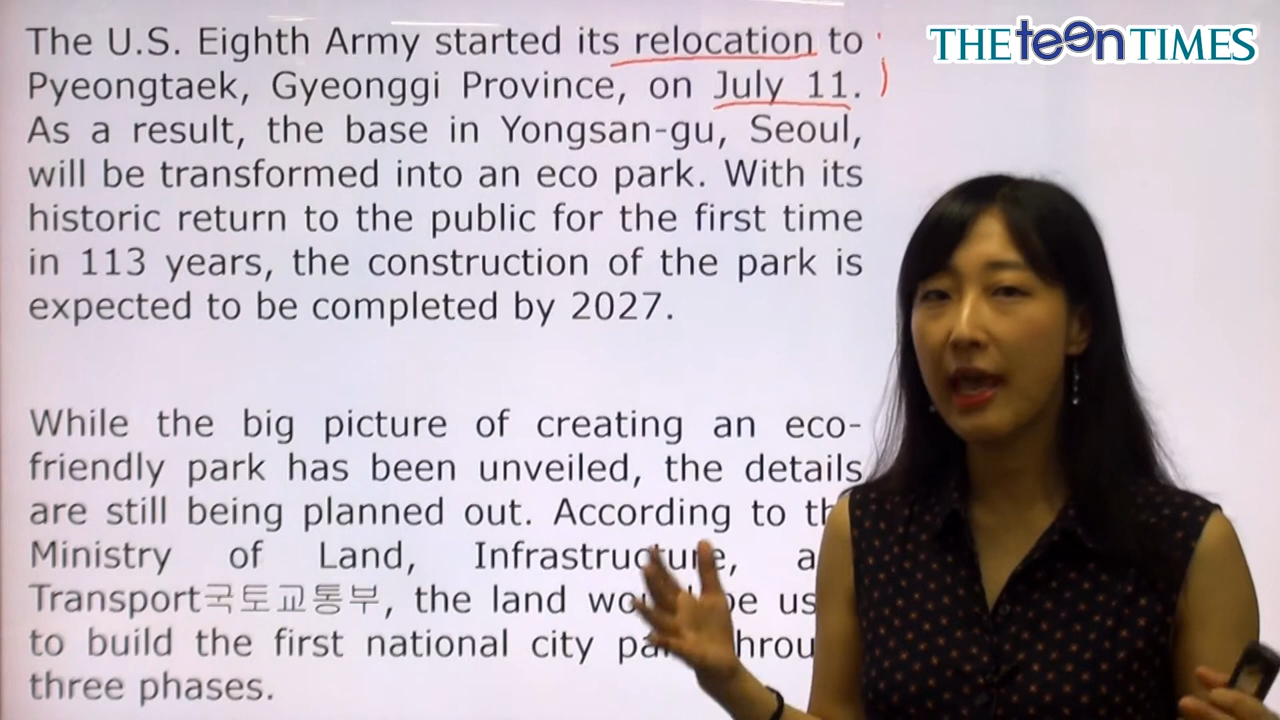 THE teen TIMES
The U.S. Eighth Army started its relocation to
Pyeongtaek, Gyeonggi Province, on July 11.
As a result, the base in Yongsan-gu, Seoul,
will be transformed into an eco park. With its
historic return to the public for the first time
in 113 years, the construction of the park is
expected to be completed by 2027.
While the big picture of creating an eco-
friendly park has been unveiled, the details
are still being planned out. According to
Ministry of Land, Infrastructure,
Transport국토교통부, the land be
to build the first national city
three phases.